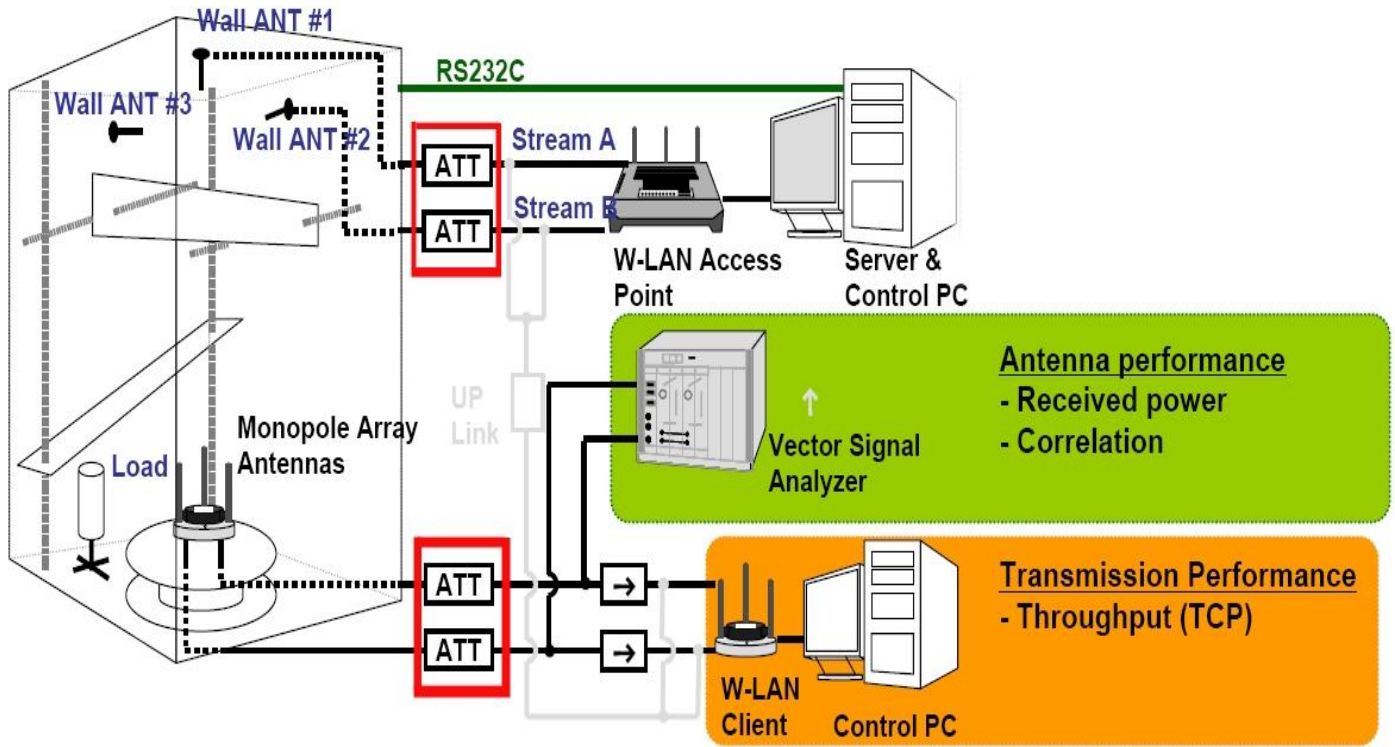 Wall ANT #1
RS232C
Wall ANT #3
Wall ANT #2
ATT
Stream A
ATT
Stream B
W-LAN Access
Point
Server &
Control PC
Antenna performance
- Received power
- Correlation
UP
Link
Vector Signal
Analyzer
Monopole Array
Antennas
Load
ATT
→
ATT
→
Transmission Performance
- Throughput (TCP)
W-LAN
Client
Control PC